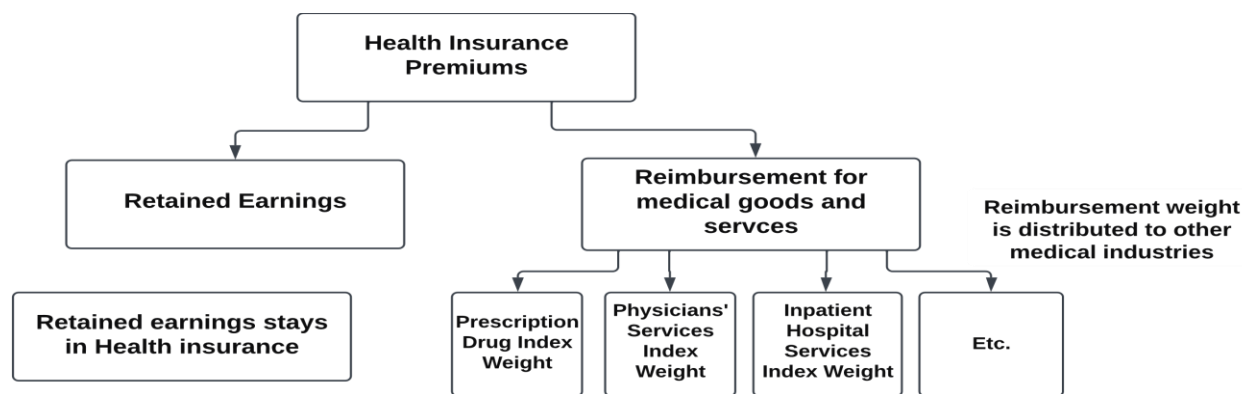 Health Insurance
Premiums
Retained Earnings
Reimbursement for
medical goods and
servces
Reimbursement weight
is distributed to other
medical industries
Retained earnings stays
in Health insurance
Prescription
Drug Index
Weight
Physicians'
Services
Index
Weight
Inpatient
Hospital
Services
Index Weight
Etc.